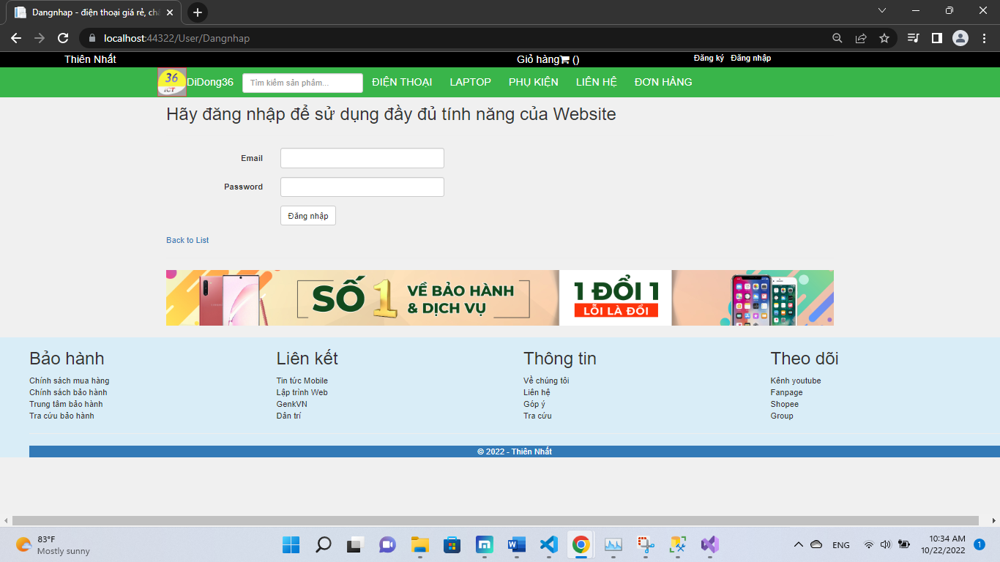 Dangnhap - điện thoại giá rẻ, chấ
localhost:44322/User/Dangnhap
Thiên Nhất
Giỏ hàng ()
Đăng ký Đăng nhập
36
ICT
DiDong36
Tìm kiếm sản phẩm...
ĐIỆN THOẠI
LAPTOP
PHỤ KIỆN
LIÊN HỆ
ĐƠN HÀNG
Hãy đăng nhập để sử dụng đầy đủ tính năng của Website
Email
Password
Đăng nhập
Back to List
SỐ 1
VỀ BẢO HÀNH
& DỊCH VỤ
1 ĐỔI 1
LỖI LÀ ĐỔI
Bảo hành
Chính sách mua hàng
Chính sách bảo hành
Trung tâm bảo hành
Tra cứu bảo hành
Liên kết
Tin tức Mobile
Lập trình Web
GenkVN
Dân trí
Thông tin
Về chúng tôi
Liên hệ
Góp ý
Tra cứu
Theo dõi
Kênh youtube
Fanpage
Shopee
Group
© 2022 - Thiên Nhất
83°F
Mostly sunny
ENG
10:34 AM
10/22/2022
1